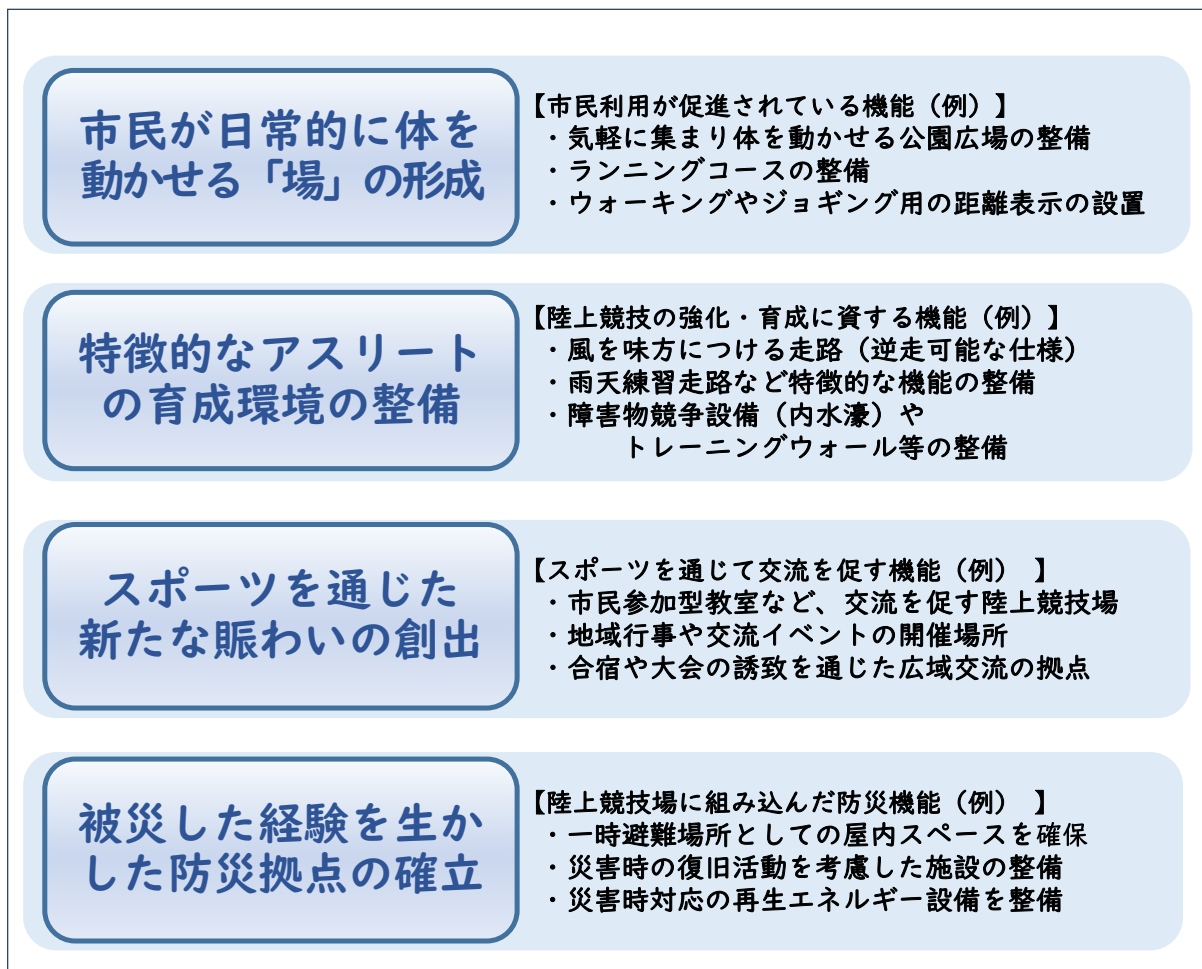 市民が日常的に体を
動かせる「場」の形成
【市民利用が促進されている機能（例）】
・気軽に集まり体を動かせる公園広場の整備
・ランニングコースの整備
・ウォーキングやジョギング用の距離表示の設置
特徴的なアスリート
の育成環境の整備
【陸上競技の強化・育成に資する機能（例）】
・風を味方につける走路（逆走可能な仕様）
・雨天練習走路など特徴的な機能の整備
・障害物競争設備（内水濠）や
トレーニングウォール等の整備
スポーツを通じた
新たな賑わいの創出
【スポーツを通じて交流を促す機能（例） 】
・市民参加型教室など、交流を促す陸上競技場
・地域行事や交流イベントの開催場所
・合宿や大会の誘致を通じた広域交流の拠点
被災した経験を生か
した防災拠点の確立
【陸上競技場に組み込んだ防災機能（例） 】
・一時避難場所としての屋内スペースを確保
・災害時の復旧活動を考慮した施設の整備
・災害時対応の再生エネルギー設備を整備